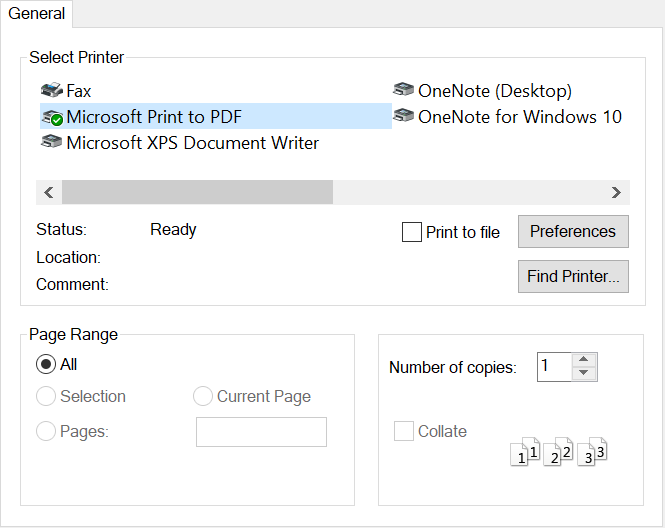 General
Select Printer
Fax
OneNote (Desktop)
Microsoft Print to PDF
OneNote for Windows 10
Microsoft XPS Document Writer
Status: Ready
Print to file
Preferences
Location:
Comment:
Find Printer...
Page Range
All
Selection
Current Page
Pages:
Number of copies: 1
Collate
1 1 2 2 3 3